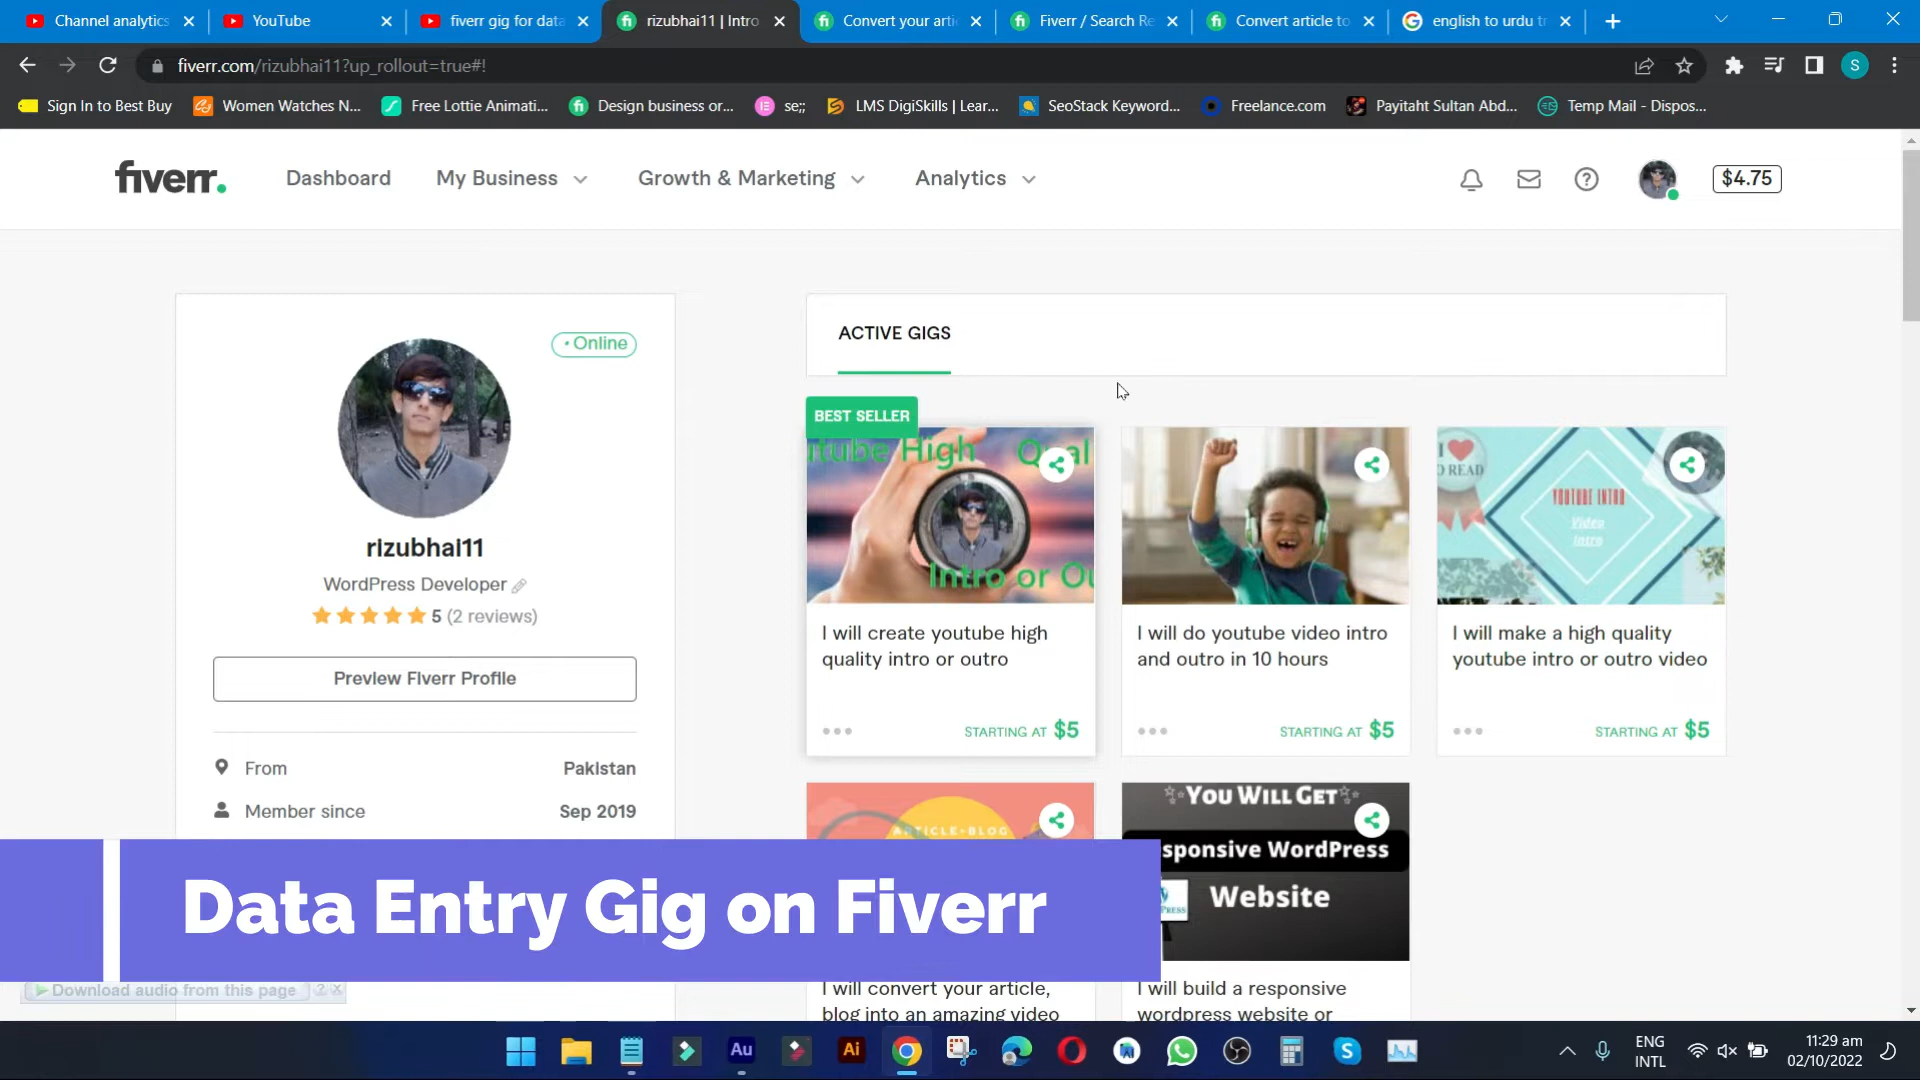 Channel analytics
YouTube
fiverr gig for data
rizubhai11 | Intro
Convert your arti
Fiverr / Search Re
Convert article to
english to urdu tr
fiverr.com/rizubhai11?up_rollout=true#!
S
Sign In to Best Buy
Women Watches N...
Free Lottie Animati...
Design business or...
se;;
LMS DigiSkills | Lear...
SeoStack Keyword...
Freelance.com
Payitaht Sultan Abd...
Temp Mail - Dispos...
fiverr.
Dashboard
My Business
Growth & Marketing
Analytics
$4.75
• Online
rizubhai11
WordPress Developer
5 (2 reviews)
Preview Fiverr Profile
From
Pakistan
Member since
Sep 2019
ACTIVE GIGS
BEST SELLER
High
Intro or Ou
I will create youtube high
quality intro or outro
STARTING AT $5
I will do youtube video intro
and outro in 10 hours
STARTING AT $5
I
O READ
YOUTUBE INTRO
Video
Intro
I will make a high quality
youtube intro or outro video
STARTING AT $5
ARTICLE•BLOG
I will convert your article,
blog into an amazing video
YOU WILL GET
sponsive WordPress
Website
I will build a responsive
wordpress website or
Data Entry Gig on Fiverr
Download audio from this page
? x
Au
Ai
ENG
INTL
11:29 am
02/10/2022